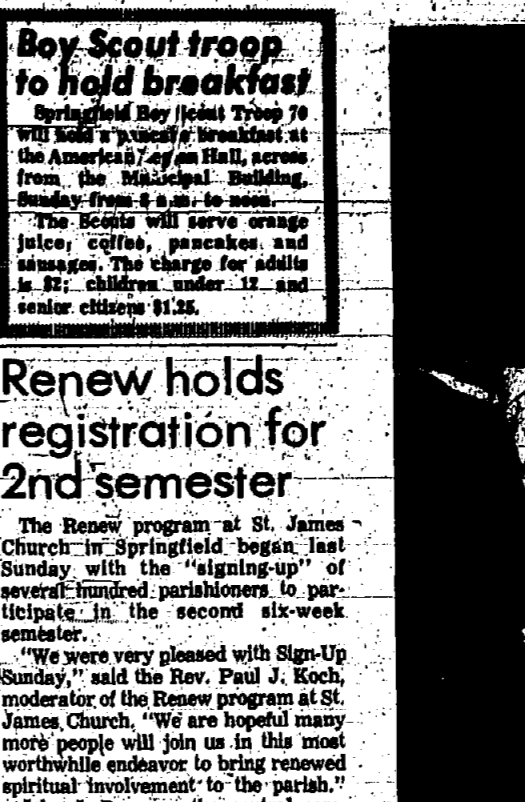 Boy Scout troop
to hold breakfast
Springfield Boy Scout Troop 70
will hold a pancake breakfast at
the American Legion Hall, across
from the Municipal Building,
Sunday from 8 a.m. to noon.
The Scouts will serve orange
juice, coffee, pancakes and
sausages. The charge for adults
is $2; children under 12 and
senior citizens $1.25.
Renew holds
registration for
2nd semester
The Renew program at St. James
Church in Springfield began last
Sunday with the "signing-up" of
several hundred parishioners to par-
ticipate in the second six-week
semester.
"We were very pleased with Sign-Up
Sunday," said the Rev. Paul J. Koch,
moderator of the Renew program at St.
James Church. "We are hopeful many
more people will join us in this most
worthwhile endeavor to bring renewed
spiritual involvement to the parish."